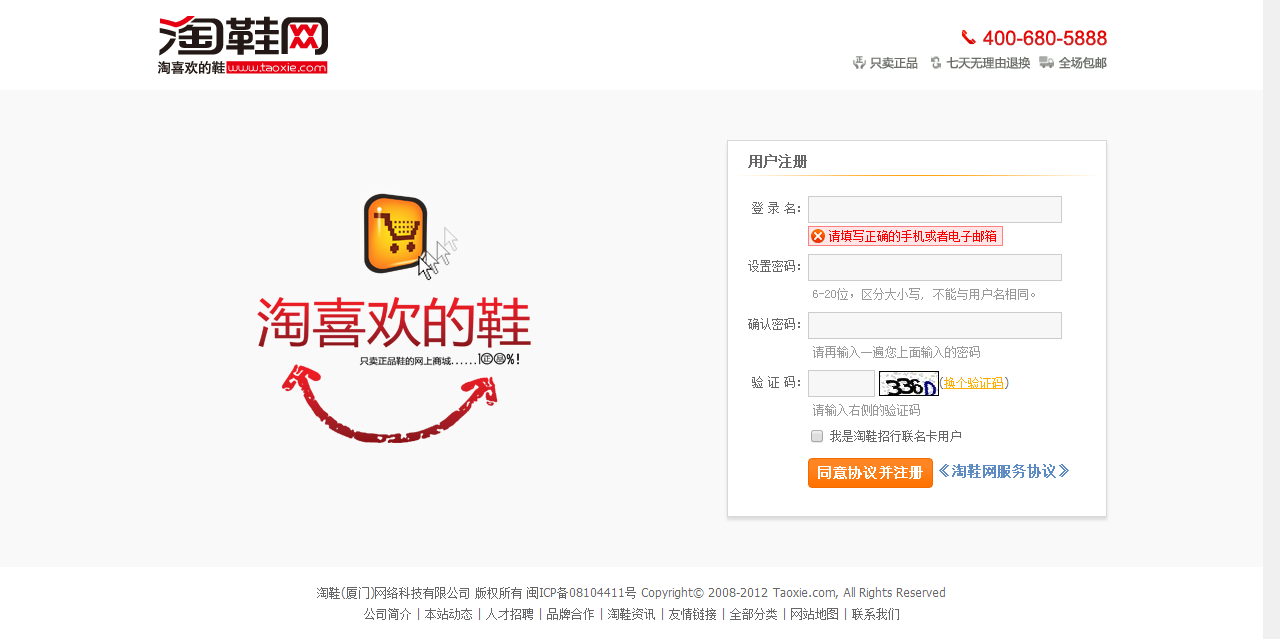 淘鞋网
淘喜欢的鞋 www.taoxie.com
400-680-5888
只卖正品 七天无理由退换 全场包邮
淘喜欢的鞋
只卖正品鞋的网上商城......100%!
用户注册
登 录 名：
请填写正确的手机或者电子邮箱
设置密码：
6-20位，区分大小写, 不能与用户名相同。
确认密码：
请再输入一遍您上面输入的密码
验 证 码： 336D (换个验证码)
请输入右侧的验证码
我是淘鞋招行联名卡用户
同意协议并注册 《淘鞋网服务协议》
淘鞋(厦门)网络科技有限公司 版权所有 闽ICP备08104411号 Copyright© 2008-2012 Taoxie.com, All Rights Reserved
公司简介 | 本站动态 | 人才招聘 | 品牌合作 | 淘鞋资讯 | 友情链接 | 全部分类 | 网站地图 | 联系我们